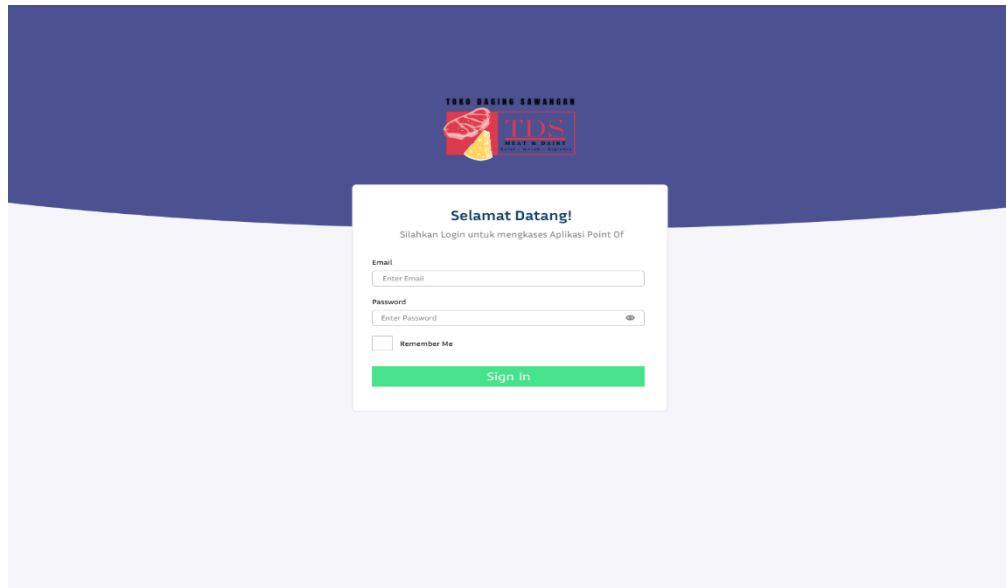 TOKO DAGING SAWANGAN
TDS
MEAT & DAIRY
Selamat Datang!
Silahkan Login untuk mengkases Aplikasi Point Of
Email
Enter Email
Password
Enter Password
Remember Me
Sign In